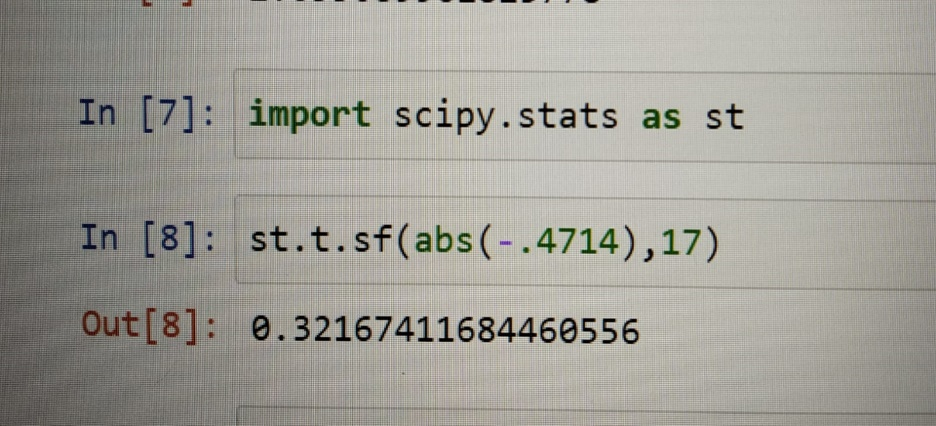 In [7]: import scipy.stats as st
In [8]: st.t.sf(abs(-.4714),17)
Out[8]: 0.32167411684460556